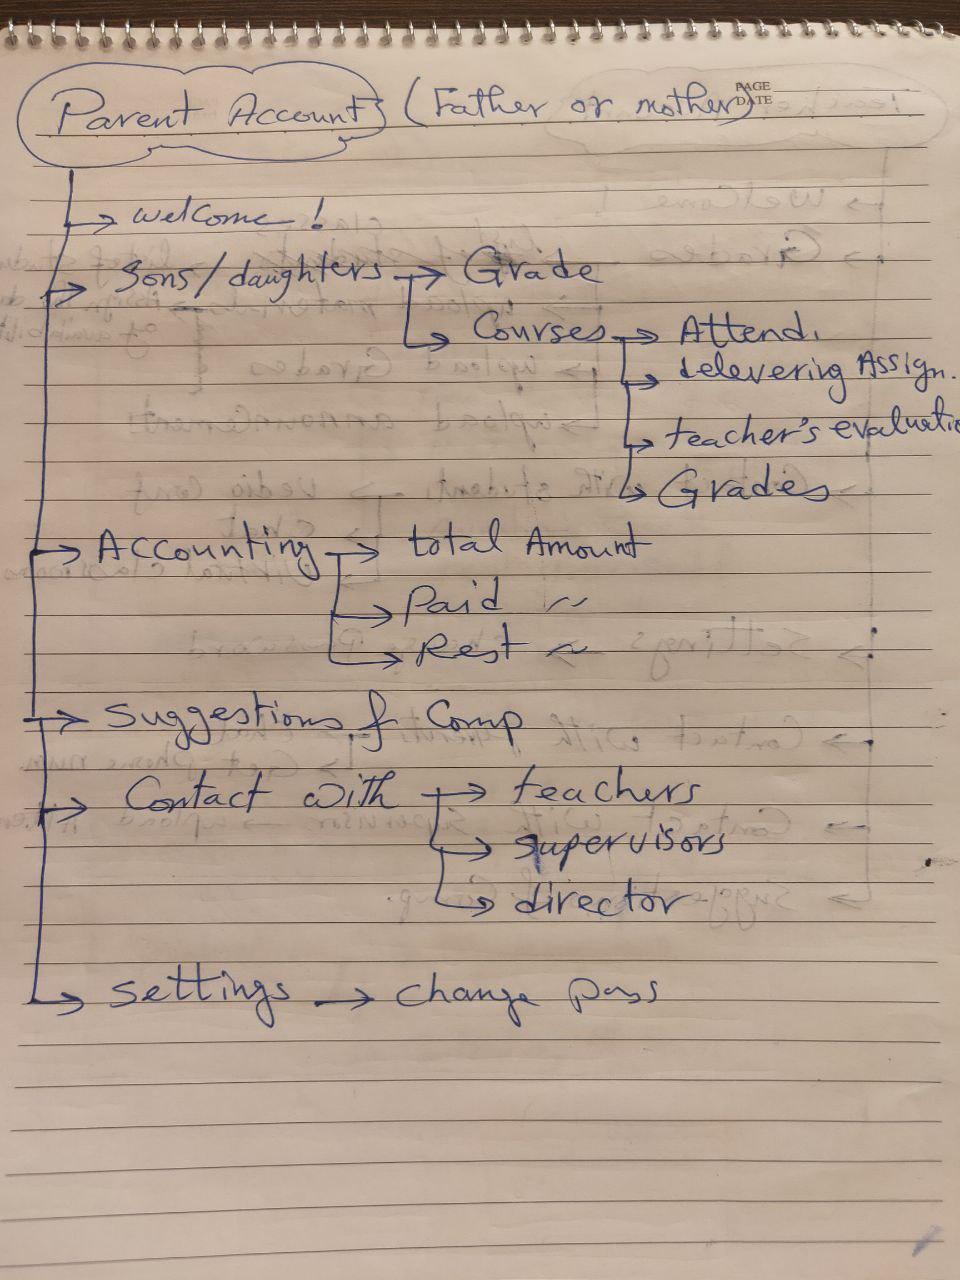 Parent Account (Father or mother)
PAGE
DATE
welcome!
Sons/daughters → Grade
Courses → Attend.
delevering Assign.
teacher's evaluatio
Grades
Accounting → total Amount
Paid ~
Rest ~
Suggestions & Comp
Contact with → teachers
supervisors
director
settings → change pass